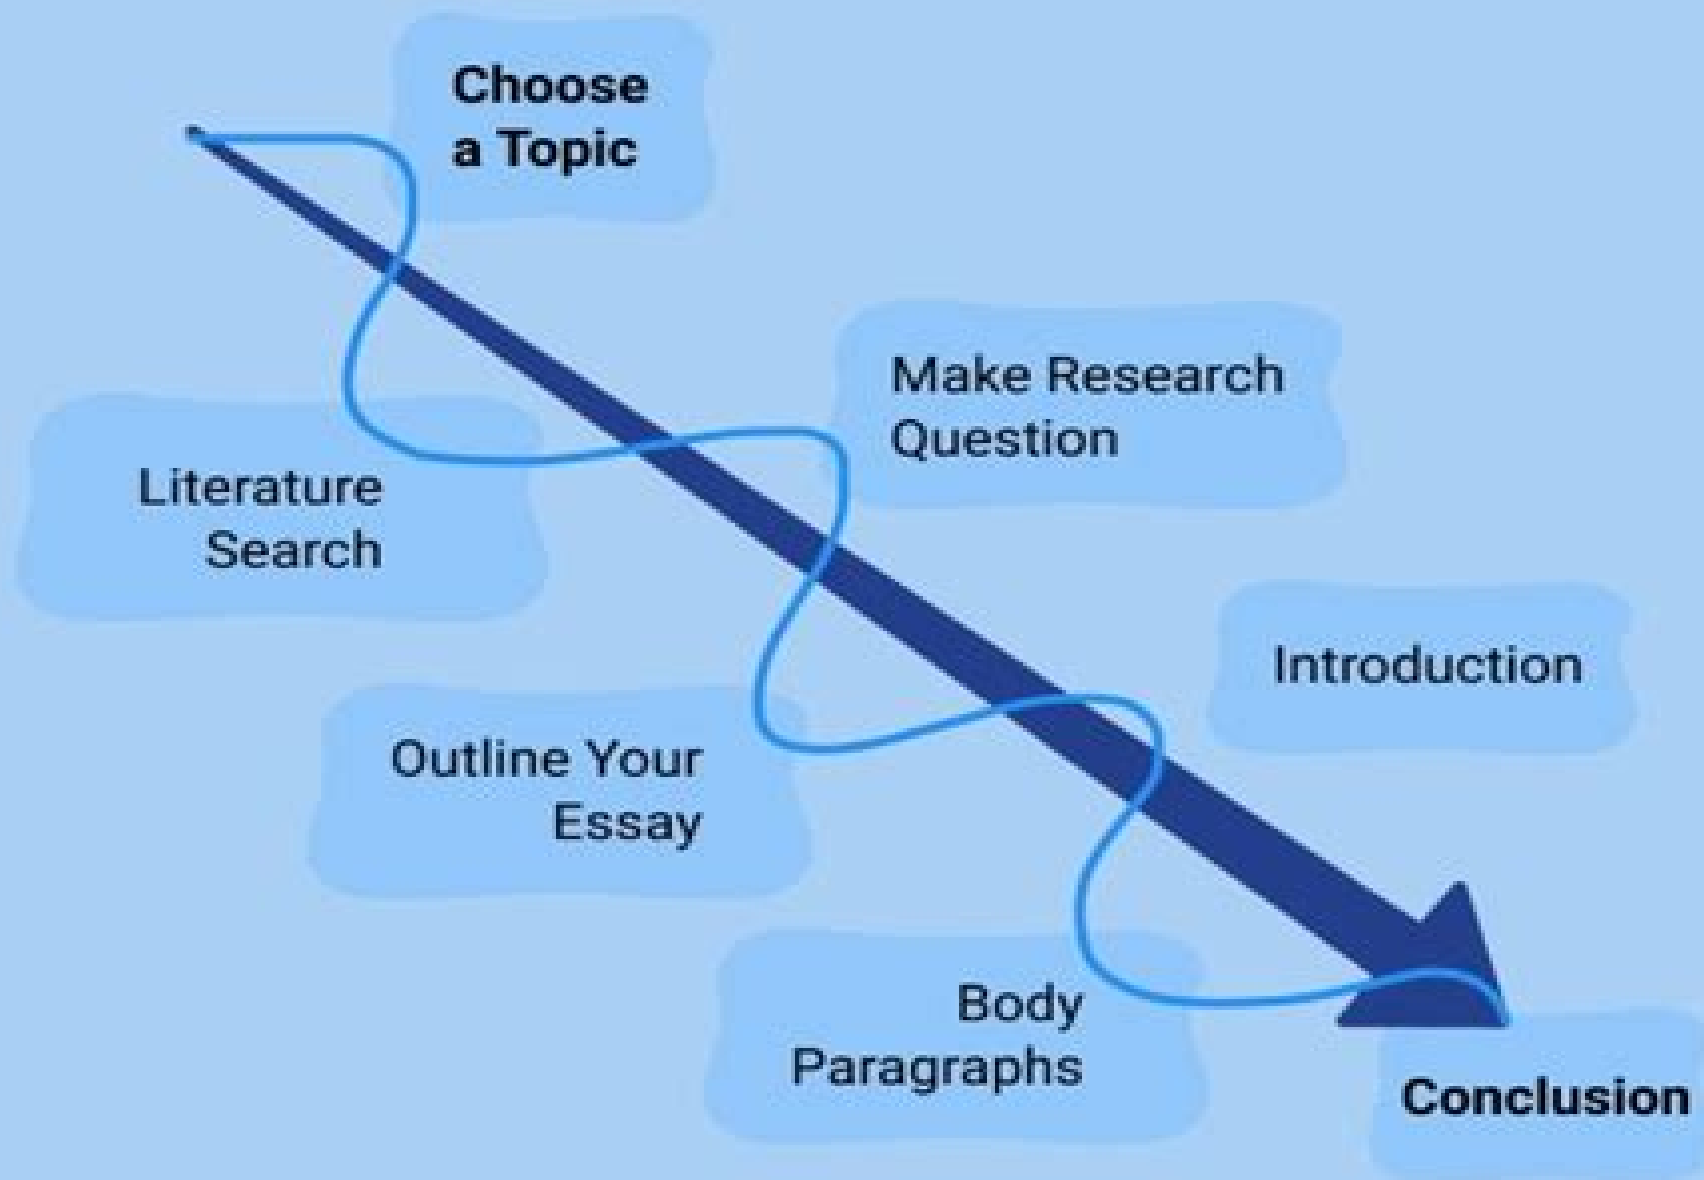 Choose
a Topic
Literature
Search
Make Research
Question
Outline Your
Essay
Introduction
Body
Paragraphs
Conclusion